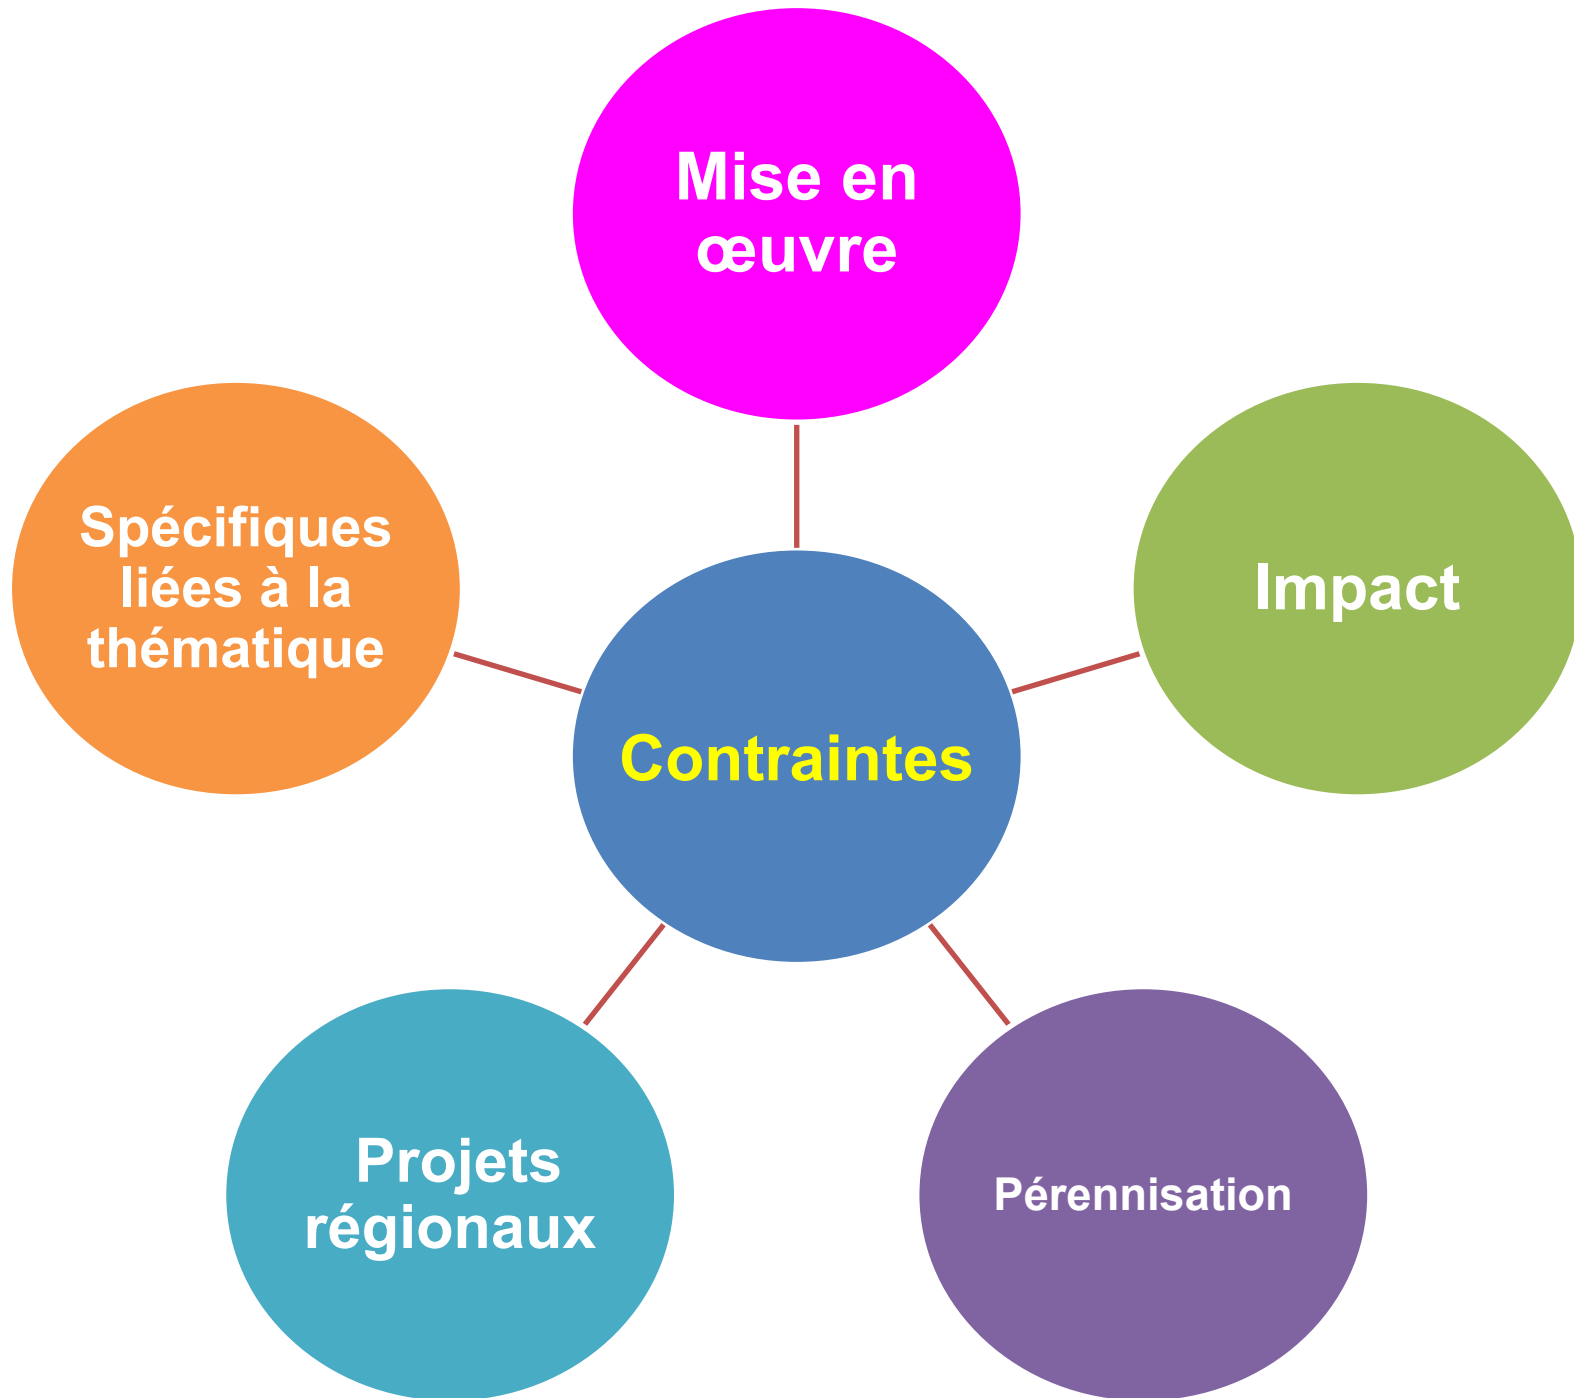 Mise en
œuvre
Spécifiques
liées à la
thématique
Impact
Contraintes
Projets
régionaux
Pérennisation